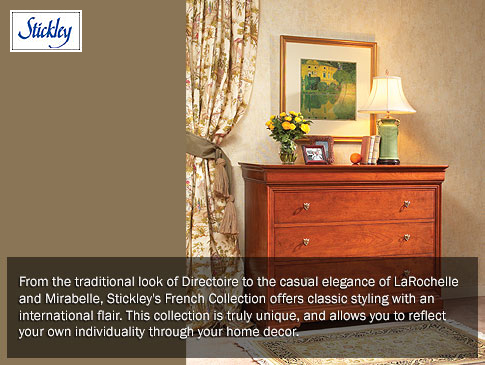 Stickley
From the traditional look of Directoire to the casual elegance of LaRochelle
and Mirabelle, Stickley's French Collection offers classic styling with an
international flair. This collection is truly unique, and allows you to reflect
your own individuality through your home decor.